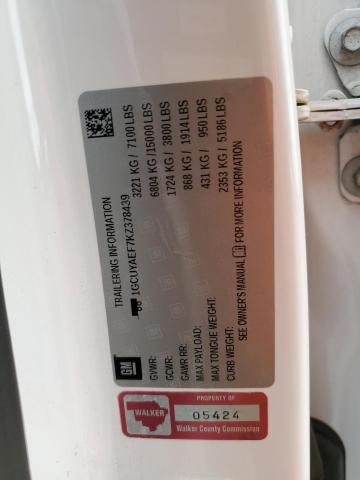 GM
TRAILERING INFORMATION
1GCUYAEF7KZ378439
GVWR: 3221 KG / 7100 LBS
GCWR: 6804 KG /15000 LBS
GAWR RR: 1724 KG / 3800 LBS
MAX PAYLOAD: 868 KG / 1914 LBS
MAX TONGUE WEIGHT: 431 KG / 950 LBS
CURB WEIGHT: 2353 KG / 5186 LBS
SEE OWNER'S MANUAL FOR MORE INFORMATION
WALKER
PROPERTY OF
05424
Walker County Commission